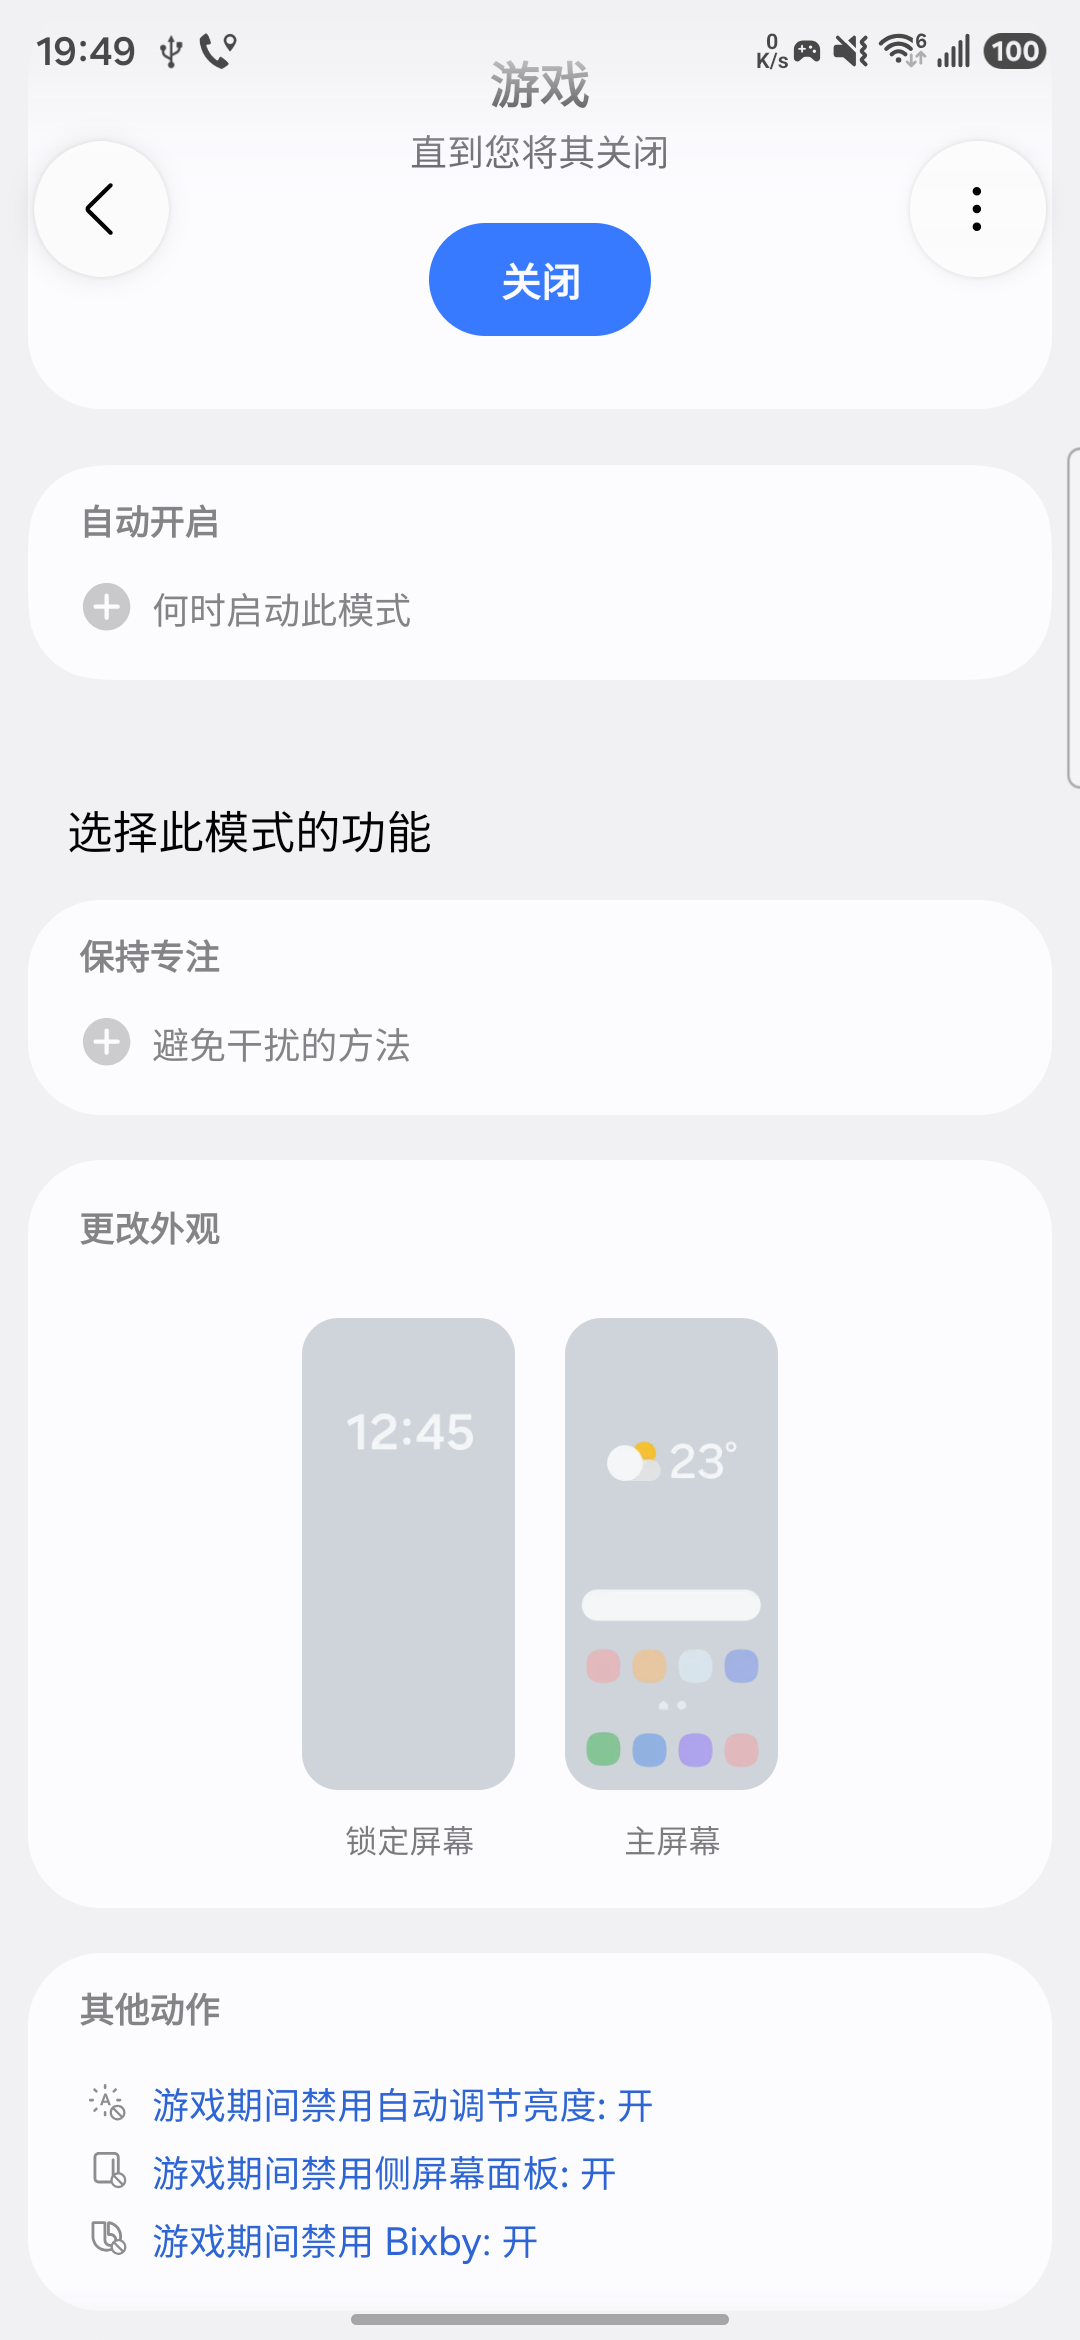 19:49
0
K/s
6
100
游戏
直到您将其关闭
关闭
自动开启
何时启动此模式
选择此模式的功能
保持专注
避免干扰的方法
更改外观
12:45
23°
锁定屏幕
主屏幕
其他动作
A
游戏期间禁用自动调节亮度: 开
游戏期间禁用侧屏幕面板: 开
游戏期间禁用 Bixby: 开